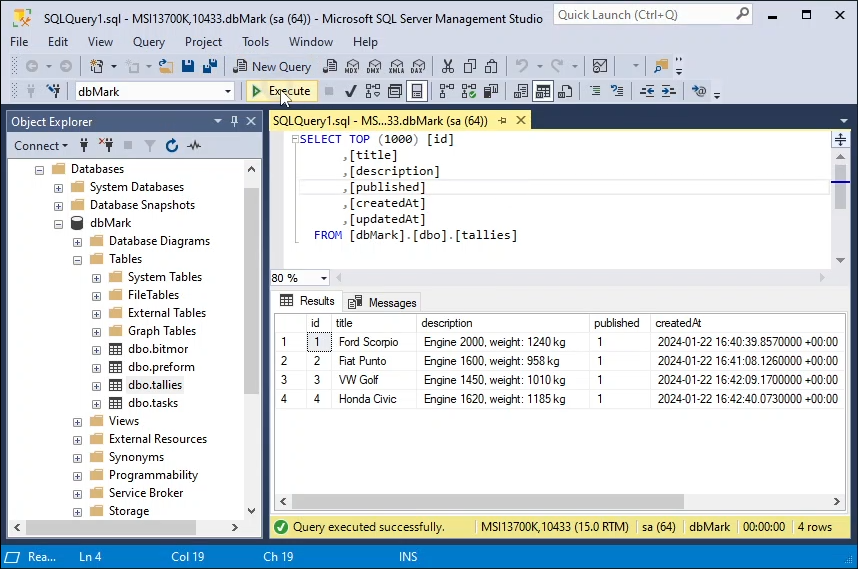 SQLQuery1.sql - MSI13700K,10433.dbMark (sa (64)) - Microsoft SQL Server Management Studio
Quick Launch (Ctrl+Q)
File Edit View Query Project Tools Window Help
New Query MDX DMX XMLA DAX
dbMark Execute
Object Explorer
Connect
Databases
System Databases
Database Snapshots
dbMark
Database Diagrams
Tables
System Tables
FileTables
External Tables
Graph Tables
dbo.bitmor
dbo.preform
dbo.tallies
dbo.tasks
Views
External Resources
Synonyms
Programmability
Service Broker
Storage
SQLQuery1.sql - MS...33.dbMark (sa (64))
SELECT TOP (1000) [id]
,[title]
,[description]
,[published]
,[createdAt]
,[updatedAt]
FROM [dbMark].[dbo].[tallies]
80 %
Results Messages
id title description published createdAt
1 1 Ford Scorpio Engine 2000, weight: 1240 kg 1 2024-01-22 16:40:39.8570000 +00:00
2 2 Fiat Punto Engine 1600, weight: 958 kg 1 2024-01-22 16:41:08.1260000 +00:00
3 3 VW Golf Engine 1450, weight: 1010 kg 1 2024-01-22 16:42:09.1700000 +00:00
4 4 Honda Civic Engine 1620, weight: 1185 kg 1 2024-01-22 16:42:40.0730000 +00:00
Query executed successfully. MSI13700K,10433 (15.0 RTM) sa (64) dbMark 00:00:00 4 rows
Rea... Ln 4 Col 19 Ch 19 INS